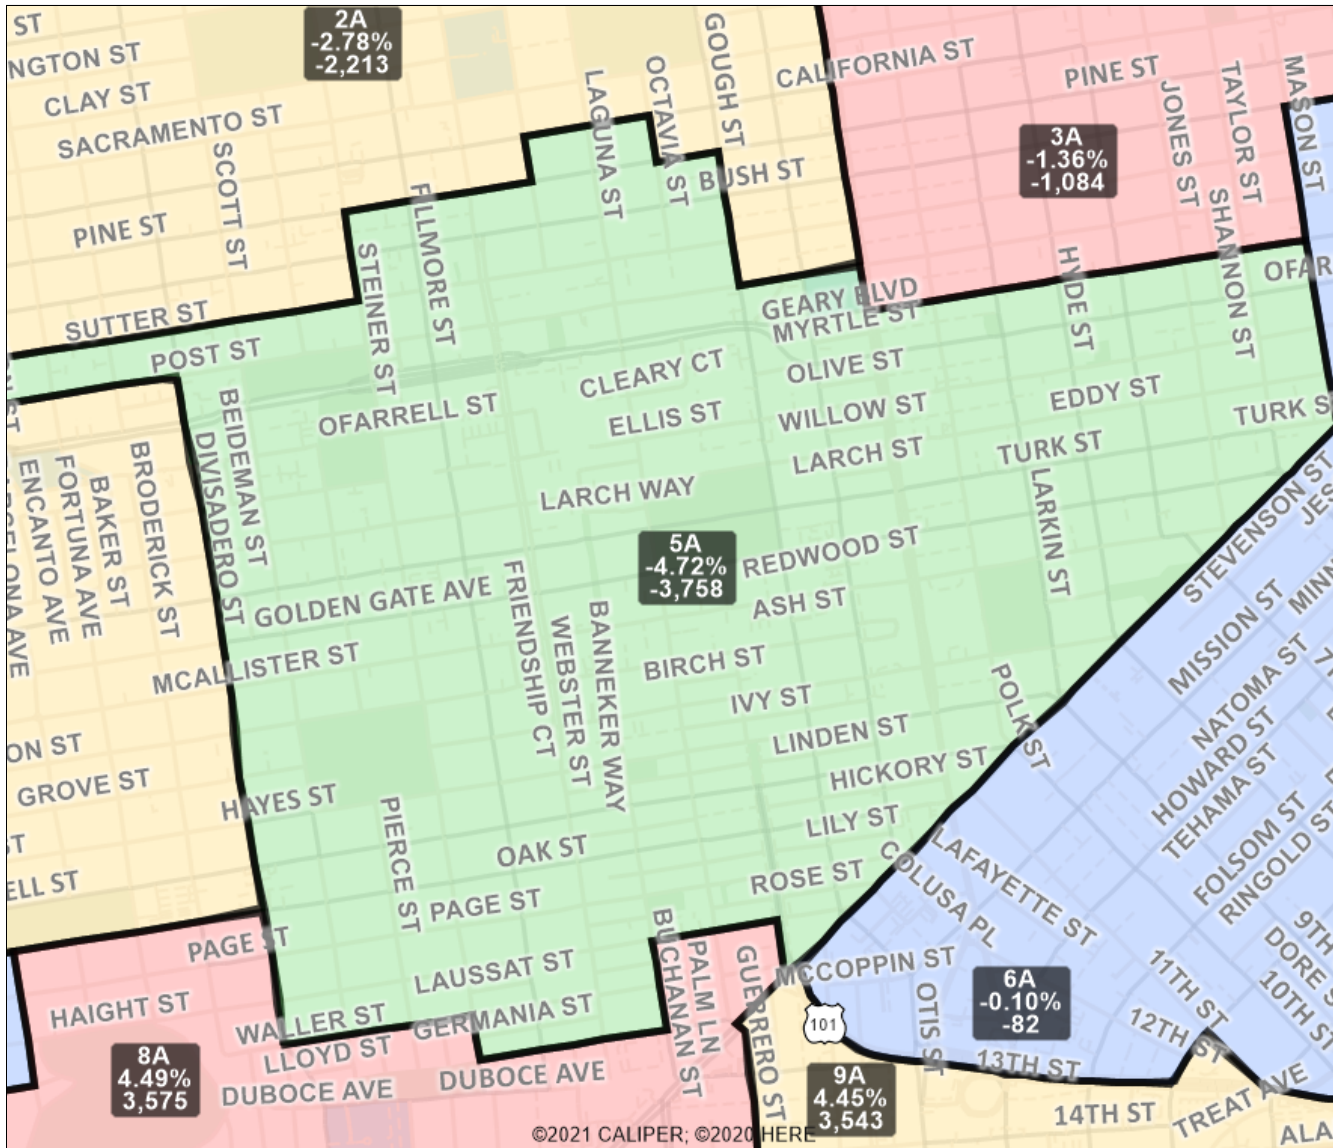 ST
2A
-2.78%
-2,213
NGTON ST
CLAY ST
SACRAMENTO ST
SCOTT ST
PINE ST
FILLMORE ST
STEINER ST
LAGUNA ST
OCTAVIA ST
GOUGH ST
BUSH ST
CALIFORNIA ST
PINE ST
3A
-1.36%
-1,084
JONES ST
TAYLOR ST
MASON ST
SHANNON ST
HYDE ST
OFAR
SUTTER ST
POST ST
GEARY BLVD
MYRTLE ST
OLIVE ST
CLEARY CT
OFARRELL ST
ELLIS ST
WILLOW ST
EDDY ST
TURK S
LARCH ST
TURK ST
LARCH WAY
BEIDEMAN ST
DIVISADERO ST
BRODERICK ST
BAKER ST
FORTUNA AVE
ENCANTO AVE
ELONA AVE
LARKIN ST
STEVENSON ST
JES
5A
-4.72%
-3,758
REDWOOD ST
ASH ST
GOLDEN GATE AVE
FRIENDSHIP CT
WEBSTER ST
BANNEKER WAY
MCALLISTER ST
BIRCH ST
IVY ST
LINDEN ST
HICKORY ST
POLK ST
MISSION ST
MINN
NATOMA ST
HOWARD ST
TEHAMA ST
FOLSOM ST
RINGOLD ST
ON ST
GROVE ST
HAYES ST
PIERCE ST
OAK ST
LILY ST
ROSE ST
COLUSA PL
LAFAYETTE ST
ELL ST
PAGE ST
PAGE ST
BUCHANAN ST
PALM LN
GUERRERO ST
MCCOPPIN ST
OTIS ST
6A
-0.10%
-82
11TH ST
12TH ST
9TH
DORE S
10TH ST
HAIGHT ST
LAUSSAT ST
WALLER ST
GERMANIA ST
LLOYD ST
DUBOCE AVE
DUBOCE AVE
8A
4.49%
3,575
101
13TH ST
9A
4.45%
3,543
14TH ST
TREAT AVE
ALA
©2021 CALIPER; ©2020 HERE